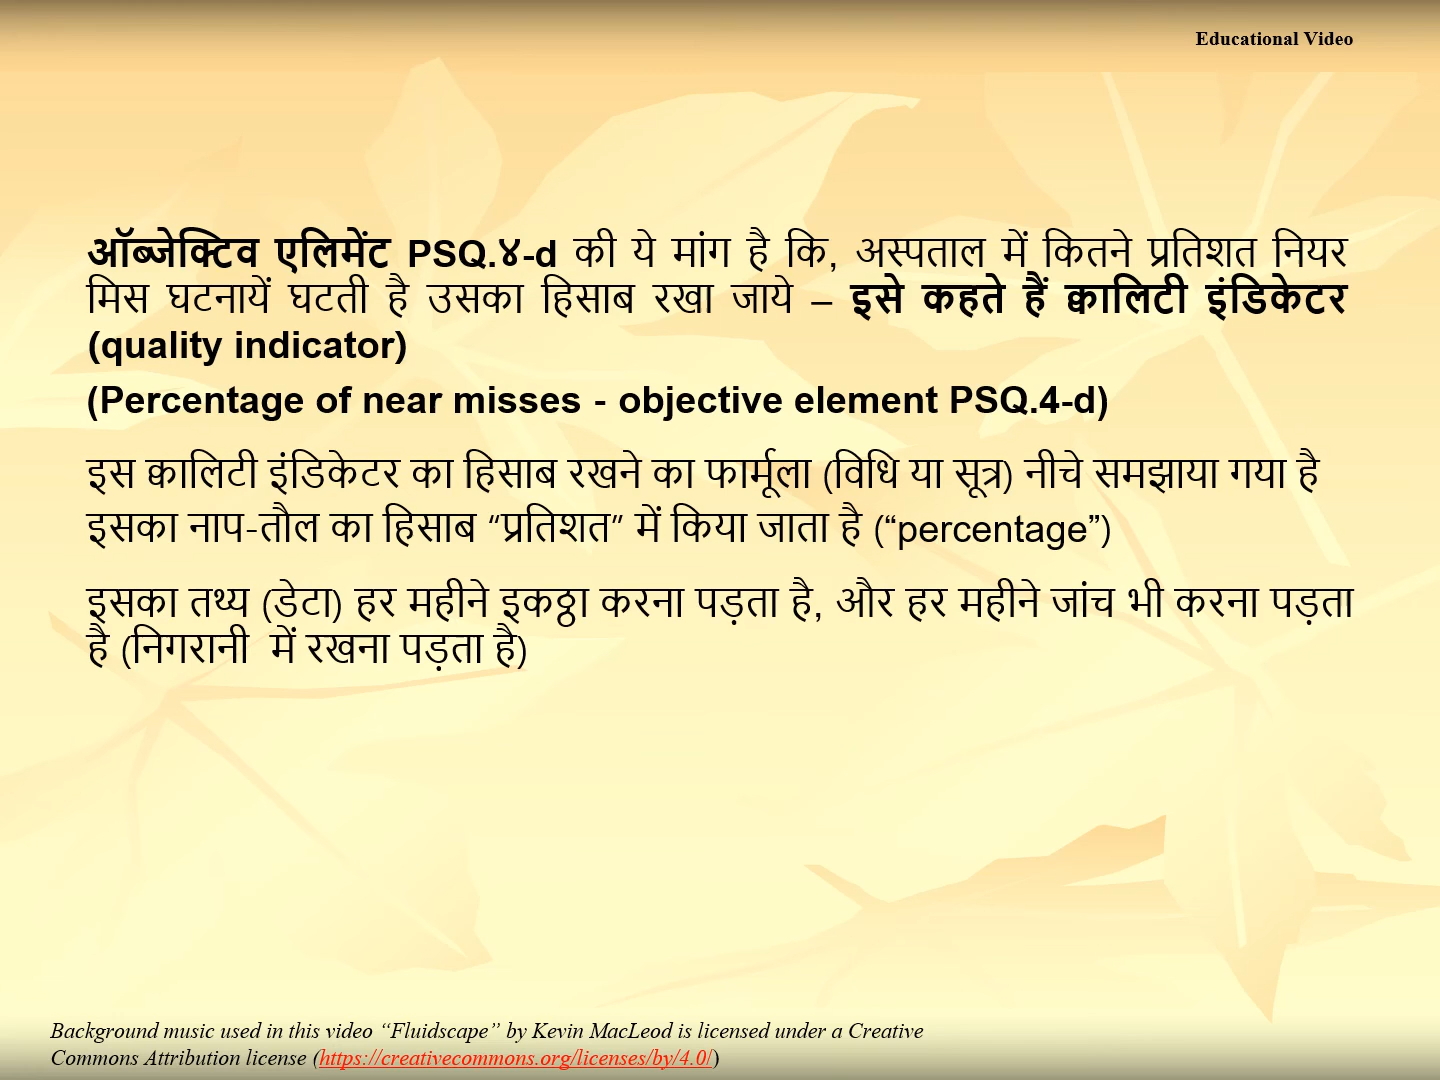 Educational Video
ऑब्जेक्टिव एलिमेंट PSQ.४-d की ये मांग है कि, अस्पताल में कितने प्रतिशत नियर
मिस घटनायें घटती है उसका हिसाब रखा जाये – इसे कहते हैं क्वालिटी इंडिकेटर
(quality indicator)
(Percentage of near misses - objective element PSQ.4-d)
इस क्वालिटी इंडिकेटर का हिसाब रखने का फार्मूला (विधि या सूत्र) नीचे समझाया गया है
इसका नाप-तौल का हिसाब “प्रतिशत” में किया जाता है (“percentage”)
इसका तथ्य (डेटा) हर महीने इकठ्ठा करना पड़ता है, और हर महीने जांच भी करना पड़ता
है (निगरानी में रखना पड़ता है)
Background music used in this video “Fluidscape” by Kevin MacLeod is licensed under a Creative
Commons Attribution license (https://creativecommons.org/licenses/by/4.0/)